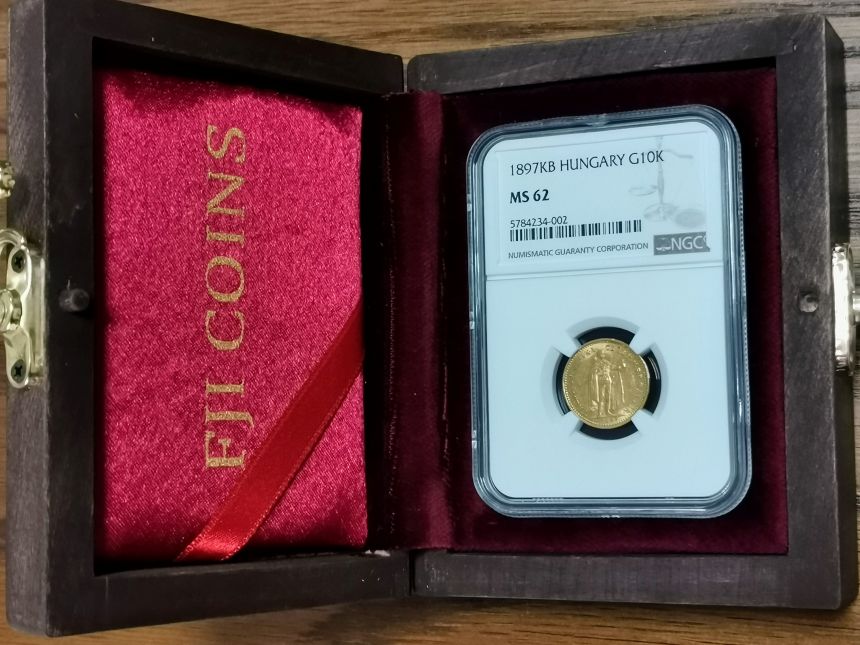 FJI COINS
1897KB HUNGARY G10K
MS 62
5784234-002
NUMISMATIC GUARANTY CORPORATION
NGC